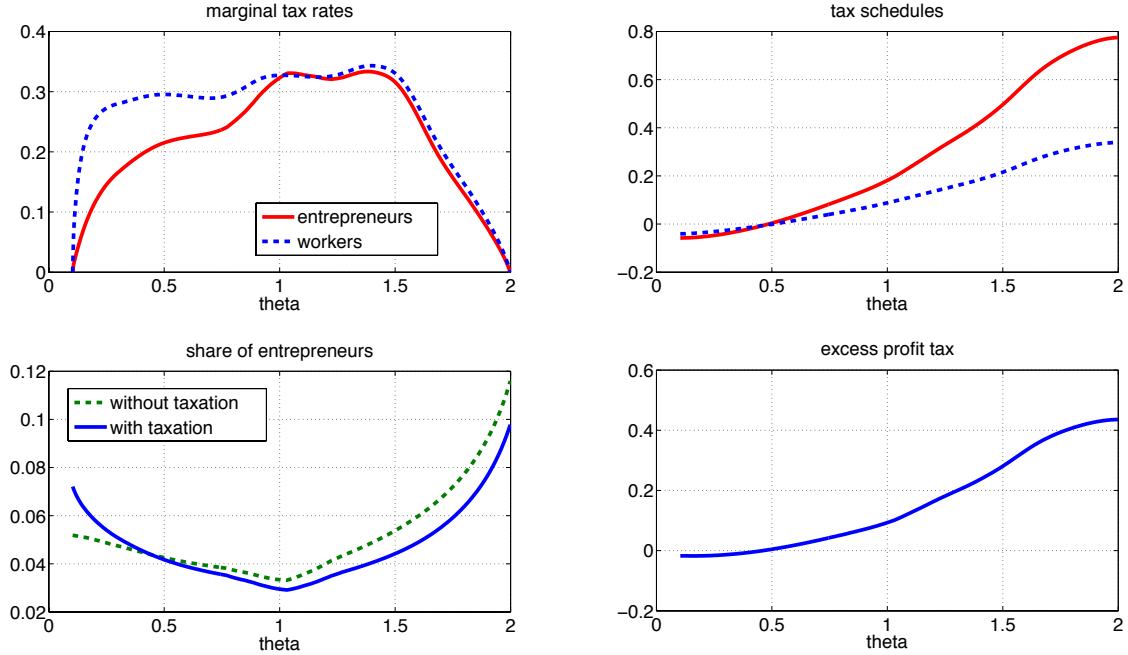 marginal tax rates
0.4
0.3
0.2
0.1
0
entrepreneurs
workers
0 0.5 1 1.5 2
theta
tax schedules
0.8
0.6
0.4
0.2
0
−0.2
0 0.5 1 1.5 2
theta
share of entrepreneurs
0.12
0.1
0.08
0.06
0.04
0.02
without taxation
with taxation
0 0.5 1 1.5 2
theta
excess profit tax
0.6
0.4
0.2
0
−0.2
0 0.5 1 1.5 2
theta